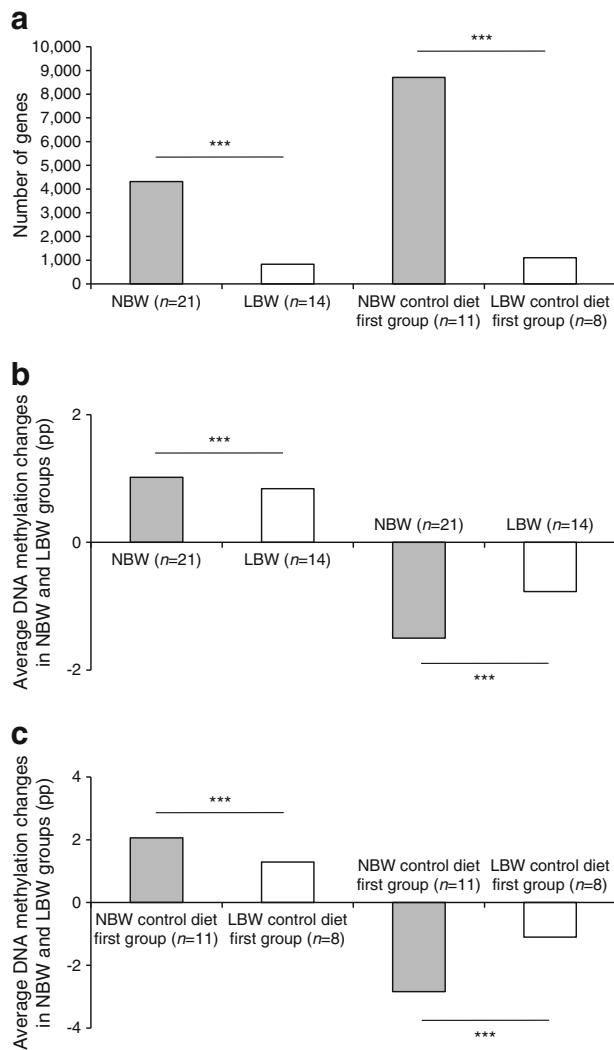 a
Number of genes
10,000
9,000
8,000
7,000
6,000
5,000
4,000
3,000
2,000
1,000
0
***
***
NBW (n=21)
LBW (n=14)
NBW control diet
first group (n=11)
LBW control diet
first group (n=8)
b
Average DNA methylation changes
in NBW and LBW groups (pp)
2
0
-2
***
NBW (n=21)
LBW (n=14)
NBW (n=21)
LBW (n=14)
***
c
Average DNA methylation changes
in NBW and LBW groups (pp)
4
2
0
-2
-4
***
NBW control diet
first group (n=11)
LBW control diet
first group (n=8)
NBW control diet
first group (n=11)
LBW control diet
first group (n=8)
***